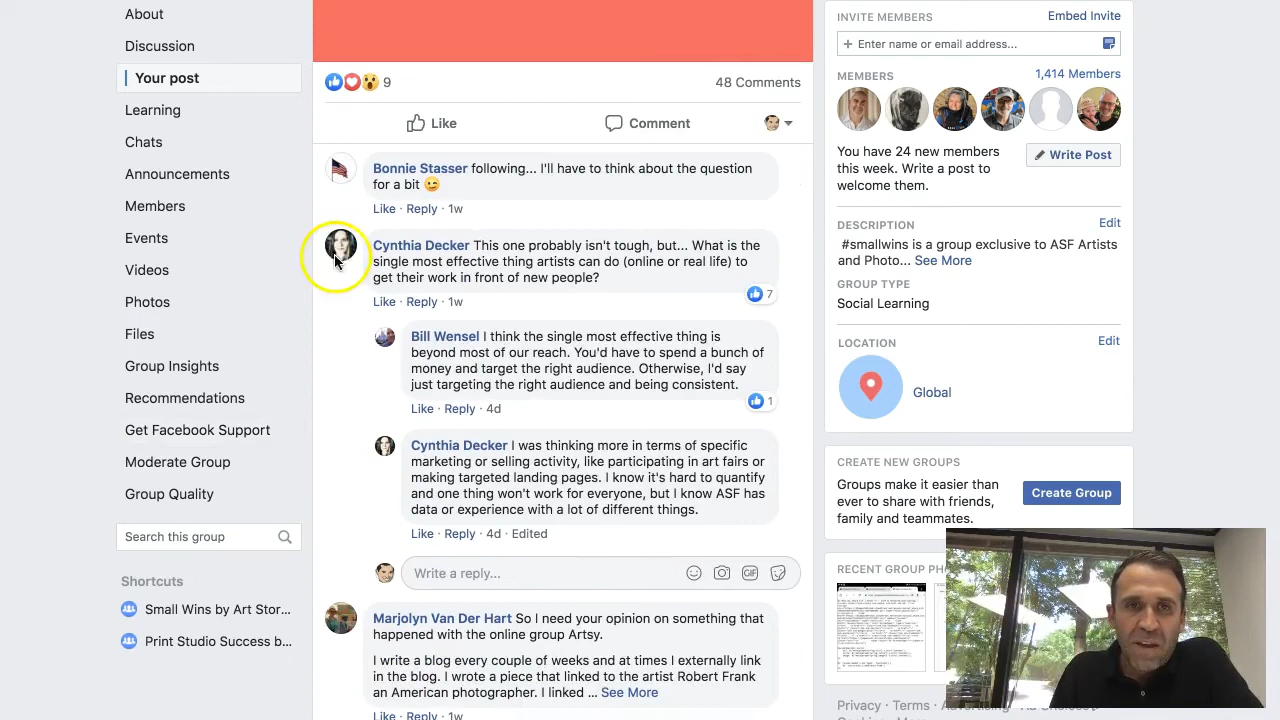 About
Discussion
Your post
Learning
Chats
Announcements
Members
Events
Videos
Photos
Files
Group Insights
Recommendations
Get Facebook Support
Moderate Group
Group Quality
Search this group
Shortcuts
Small Wins by Art Stor...
Print Studio Success b...
9
48 Comments
Like
Comment
Bonnie Stasser following... I'll have to think about the question
for a bit
Like · Reply · 1w
Cynthia Decker This one probably isn't tough, but... What is the
single most effective thing artists can do (online or real life) to
get their work in front of new people?
7
Like · Reply · 1w
Bill Wensel I think the single most effective thing is
beyond most of our reach. You'd have to spend a bunch of
money and target the right audience. Otherwise, I'd say
just targeting the right audience and being consistent.
1
Like · Reply · 4d
Cynthia Decker I was thinking more in terms of specific
marketing or selling activity, like participating in art fairs or
making targeted landing pages. I know it's hard to quantify
and one thing won't work for everyone, but I know ASF has
data or experience with a lot of different things.
Like · Reply · 4d · Edited
Write a reply...
GIF
Marjolyn Van Der Hart So I need your opinion on something that
happened with the online group Artsy.
I write a blog every couple of weeks and at times I externally link
in the blog. I wrote a piece that linked to the artist Robert Frank
an American photographer. I linked ... See More
Like · Reply · 1w
INVITE MEMBERS
Embed Invite
+ Enter name or email address...
MEMBERS
1,414 Members
You have 24 new members
this week. Write a post to
welcome them.
Write Post
DESCRIPTION
Edit
#smallwins is a group exclusive to ASF Artists
and Photo... See More
GROUP TYPE
Social Learning
LOCATION
Edit
Global
CREATE NEW GROUPS
Groups make it easier than
ever to share with friends,
family and teammates.
Create Group
RECENT GROUP PH
Privacy · Terms · Advertising ·